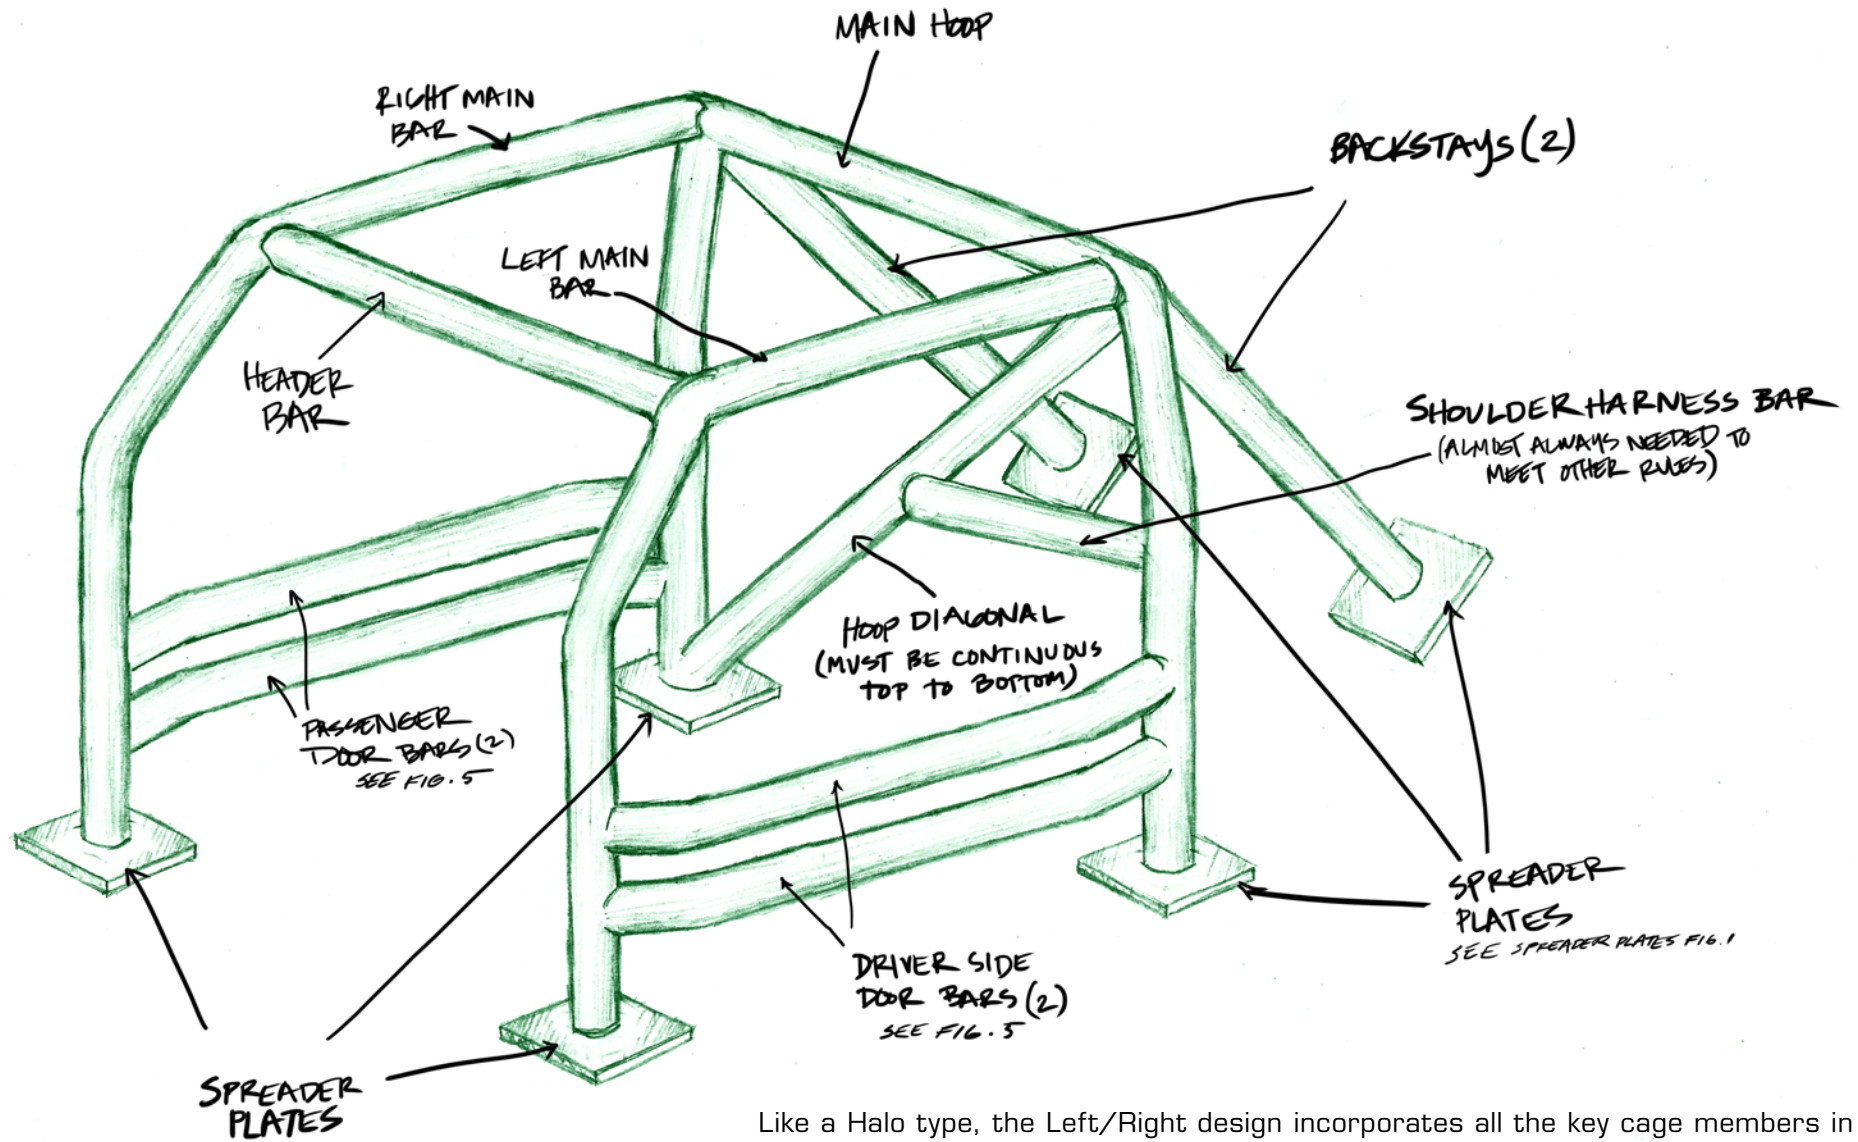 MAIN HOOP
RIGHT MAIN
BAR
BACKSTAYS (2)
LEFT MAIN
BAR
HEADER
BAR
SHOULDER HARNESS BAR
(ALMOST ALWAYS NEEDED TO
MEET OTHER RULES)
HOOP DIAGONAL
(MUST BE CONTINUOUS
TOP TO BOTTOM)
PASSENGER
DOOR BARS (2)
SEE FIG. 5
SPREADER
PLATES
SEE SPREADER PLATES FIG. 1
DRIVER SIDE
DOOR BARS (2)
SEE FIG. 5
SPREADER
PLATES
Like a Halo type, the Left/Right design incorporates all the key cage members in